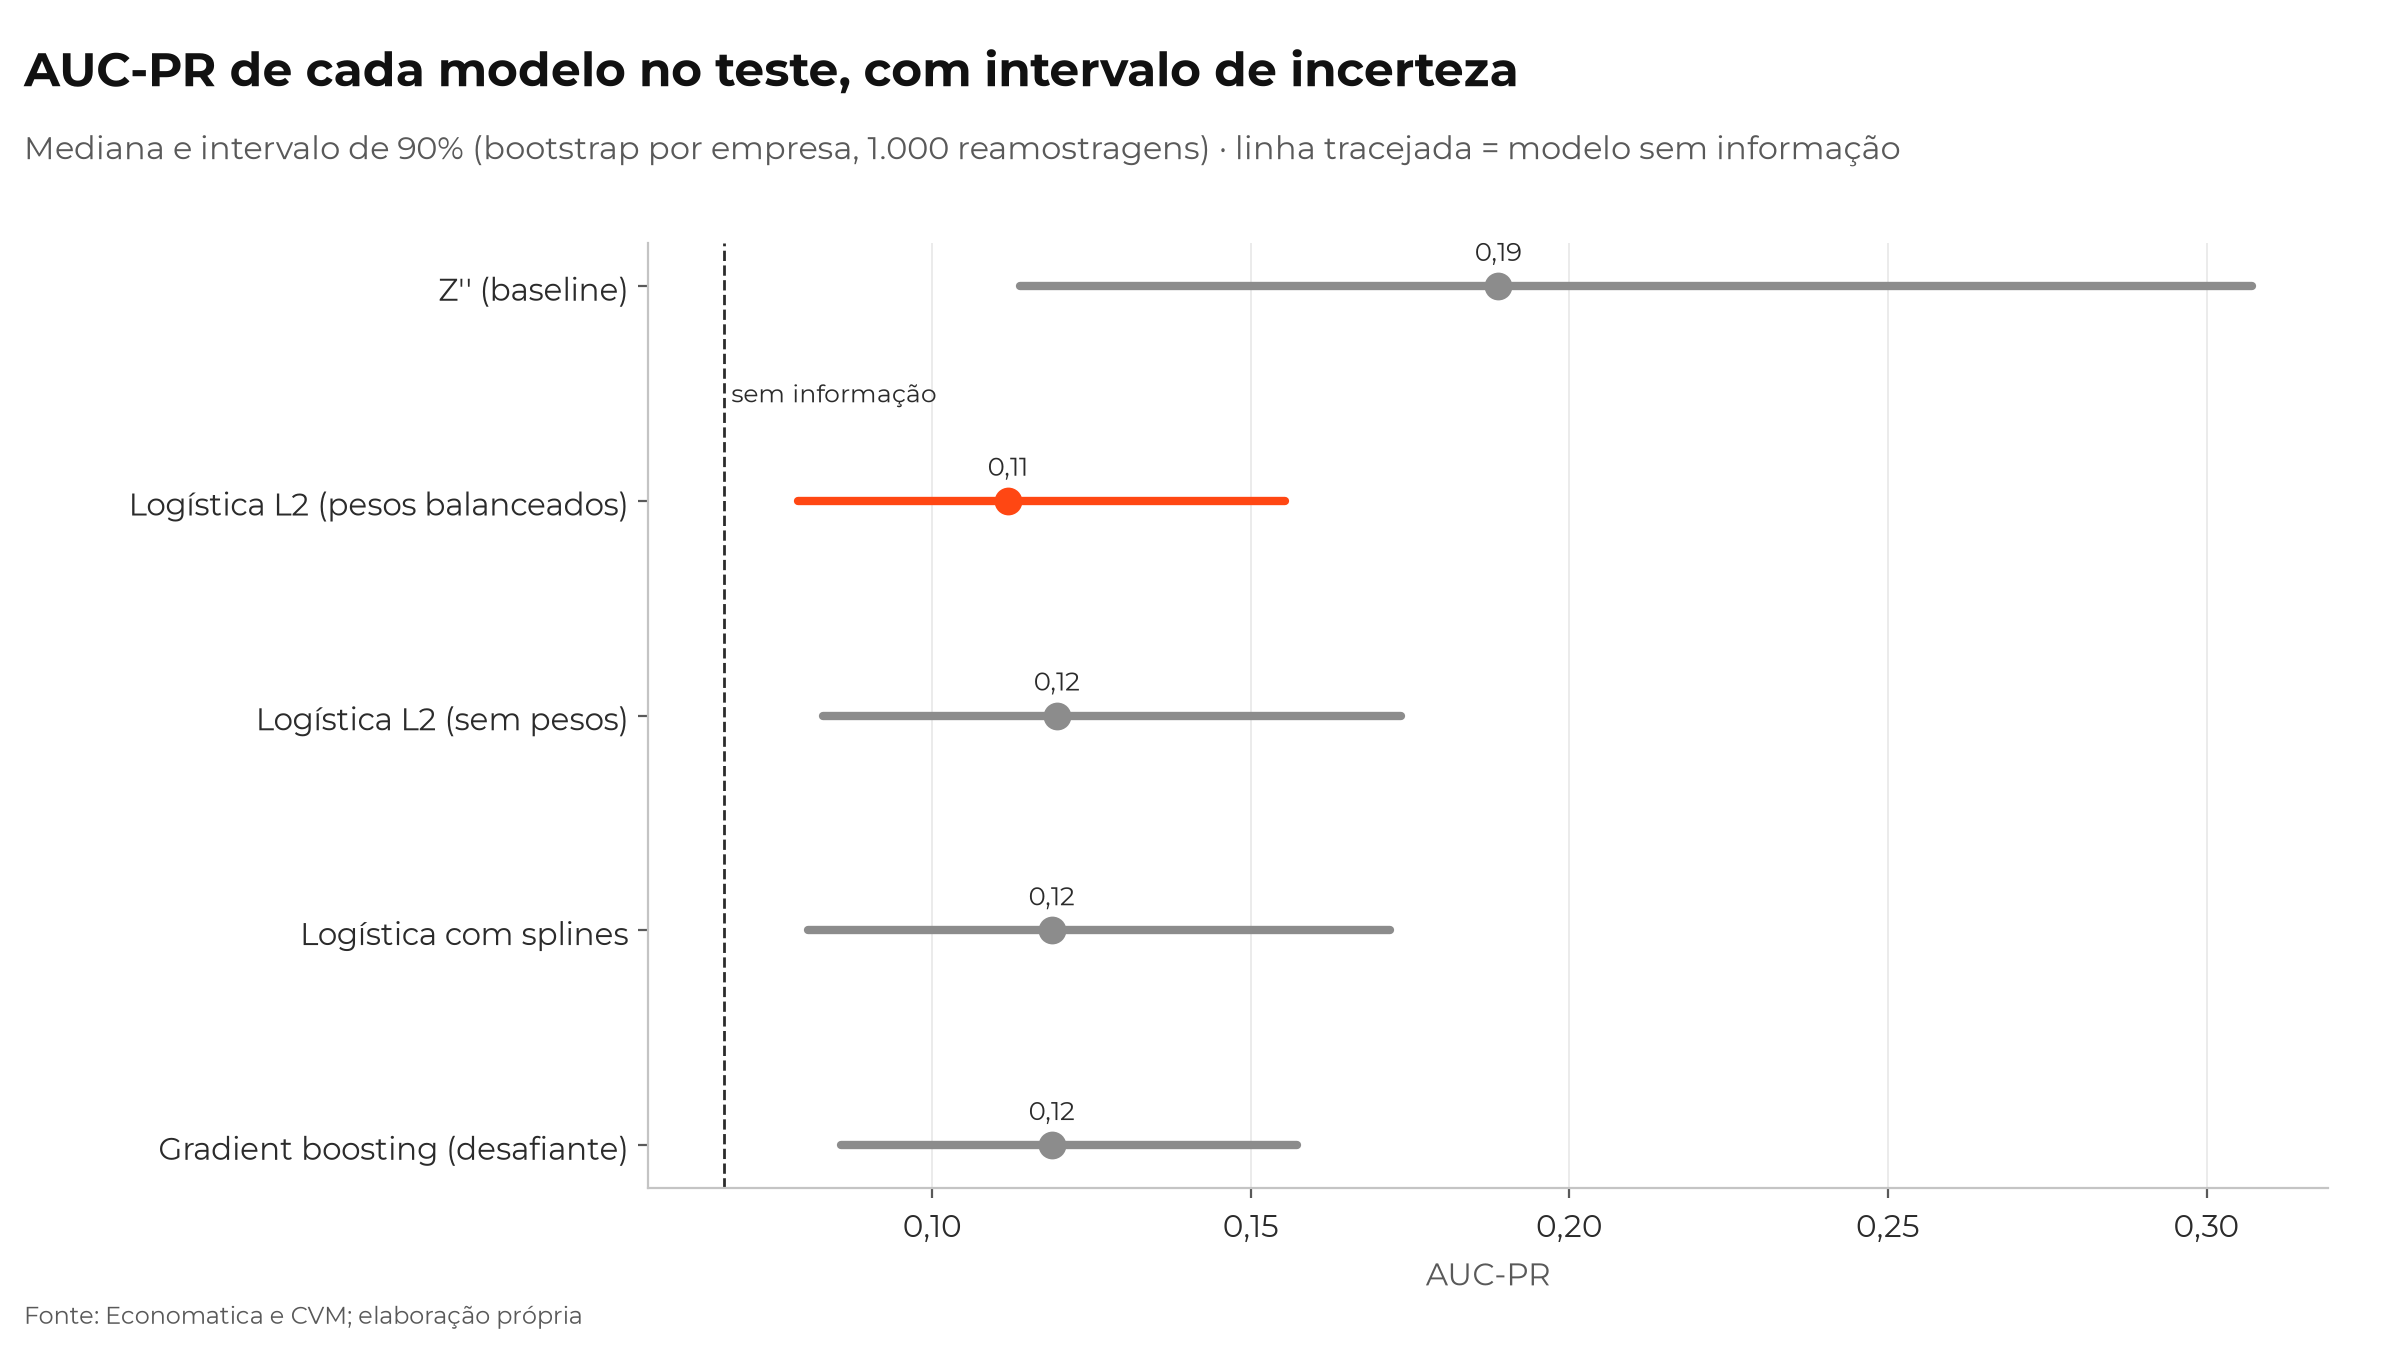 AUC-PR de cada modelo no teste, com intervalo de incerteza
Mediana e intervalo de 90% (bootstrap por empresa, 1.000 reamostragens) · linha tracejada = modelo sem informação
0,19
Z'' (baseline)
sem informação
0,11
Logística L2 (pesos balanceados)
0,12
Logística L2 (sem pesos)
0,12
Logística com splines
0,12
Gradient boosting (desafiante)
0,10 0,15 0,20 0,25 0,30
AUC-PR
Fonte: Economatica e CVM; elaboração própria